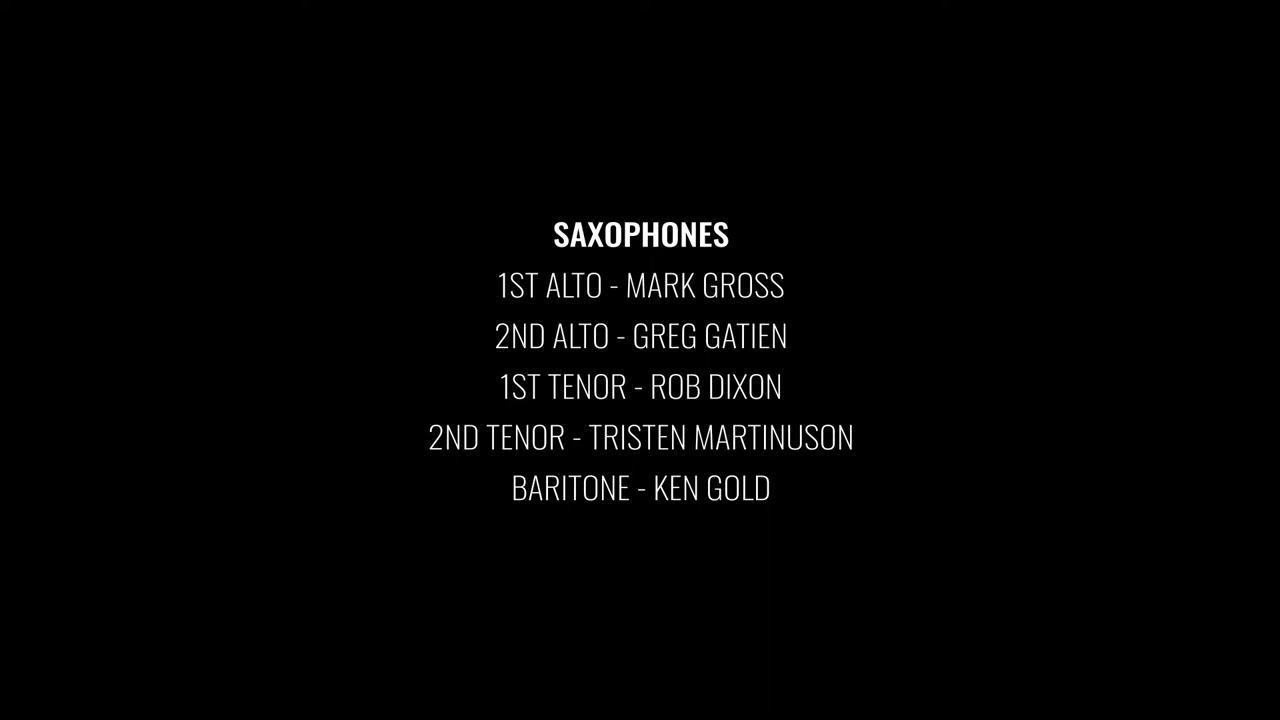 SAXOPHONES
1ST ALTO - MARK GROSS
2ND ALTO - GREG GATIEN
1ST TENOR - ROB DIXON
2ND TENOR - TRISTEN MARTINUSON
BARITONE - KEN GOLD